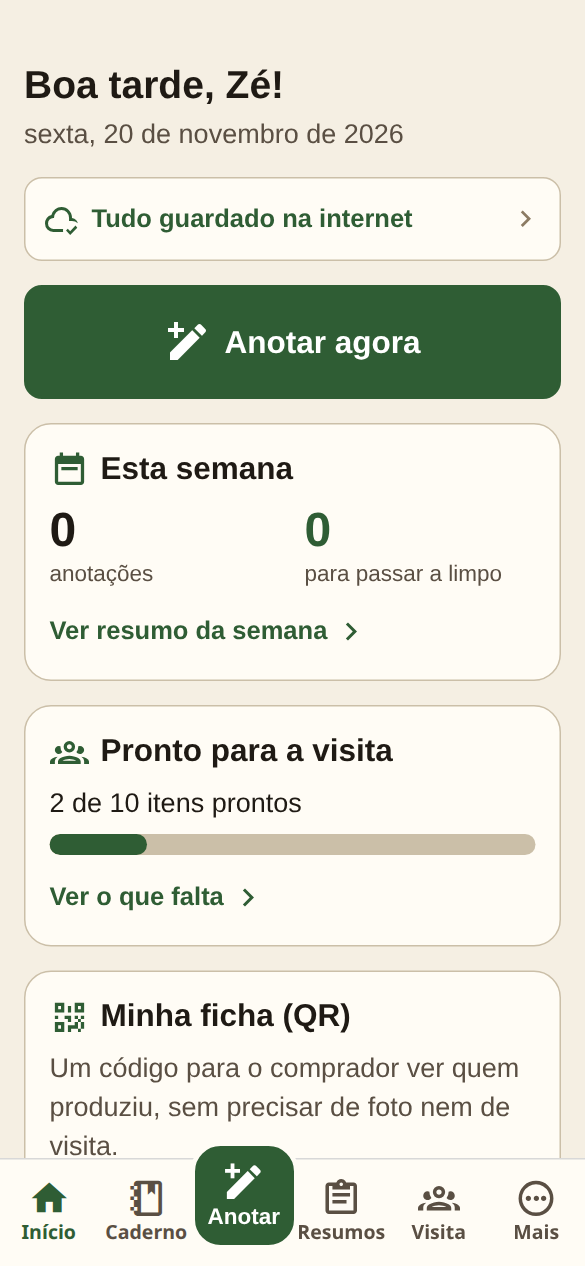 Boa tarde, Zé!
sexta, 20 de novembro de 2026
Tudo guardado na internet
Anotar agora
Esta semana
0
anotações
0
para passar a limpo
Ver resumo da semana
Pronto para a visita
2 de 10 itens prontos
Ver o que falta
Minha ficha (QR)
Um código para o comprador ver quem
produziu, sem precisar de foto nem de
visita.
Início
Caderno
Anotar
Resumos
Visita
Mais